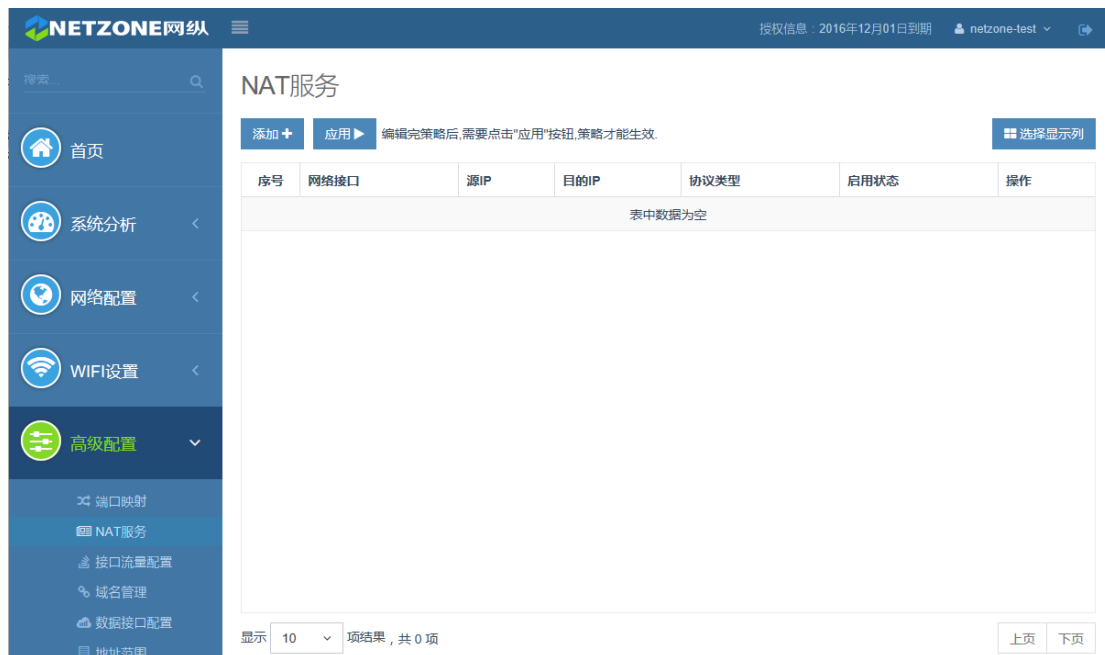 NETZONE网纵
授权信息：2016年12月01日到期
netzone-test
搜索...
首页
系统分析
网络配置
WIFI设置
高级配置
端口映射
NAT服务
接口流量配置
域名管理
数据接口配置
地址范围
NAT服务
添加
应用
编辑完策略后,需要点击"应用"按钮,策略才能生效.
选择显示列
序号 网络接口 源IP 目的IP 协议类型 启用状态 操作
表中数据为空
显示 10 项结果 , 共 0 项
上页 下页